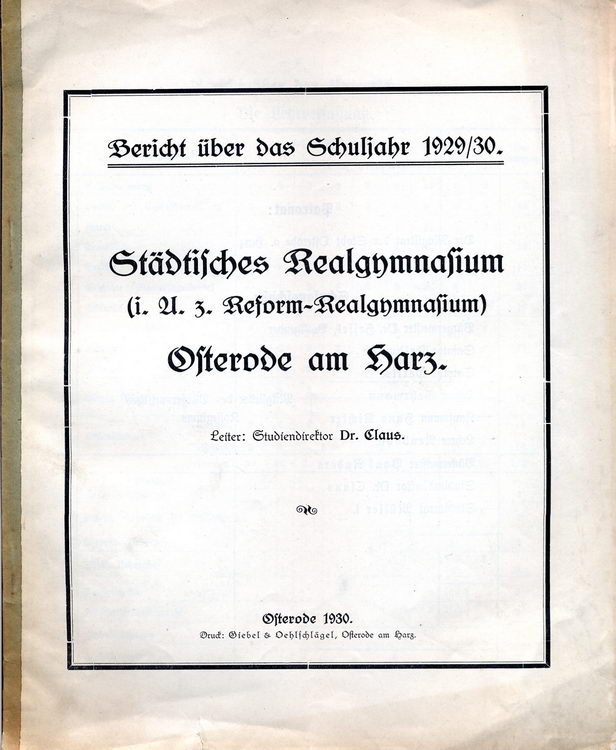 Bericht über das Schuljahr 1929/30.
Städtisches Realgymnasium
(i. A. z. Reform-Realgymnasium)
Osterode am Harz.
Leiter: Studiendirektor Dr. Claus.
Osterode 1930.
Druck: Giebel & Oehlschlägel, Osterode am Harz.